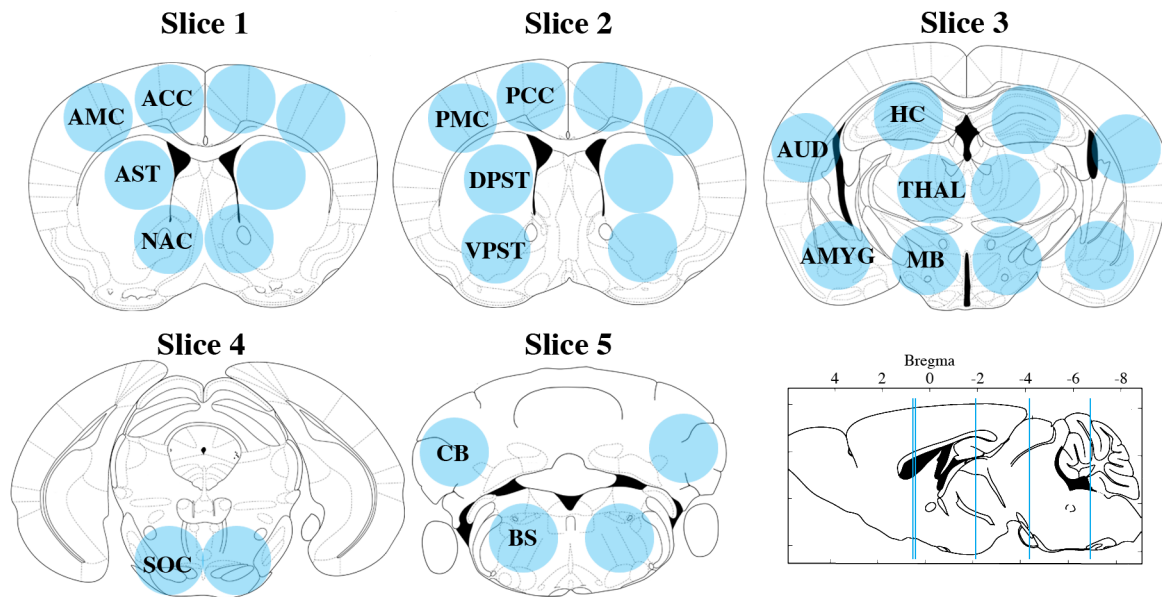 Slice 1
Slice 2
Slice 3
AMC
ACC
AST
NAC
PMC
PCC
DPST
VPST
HC
AUD
THAL
AMYG
MB
Slice 4
Slice 5
SOC
CB
BS
Bregma
4 2 0 -2 -4 -6 -8